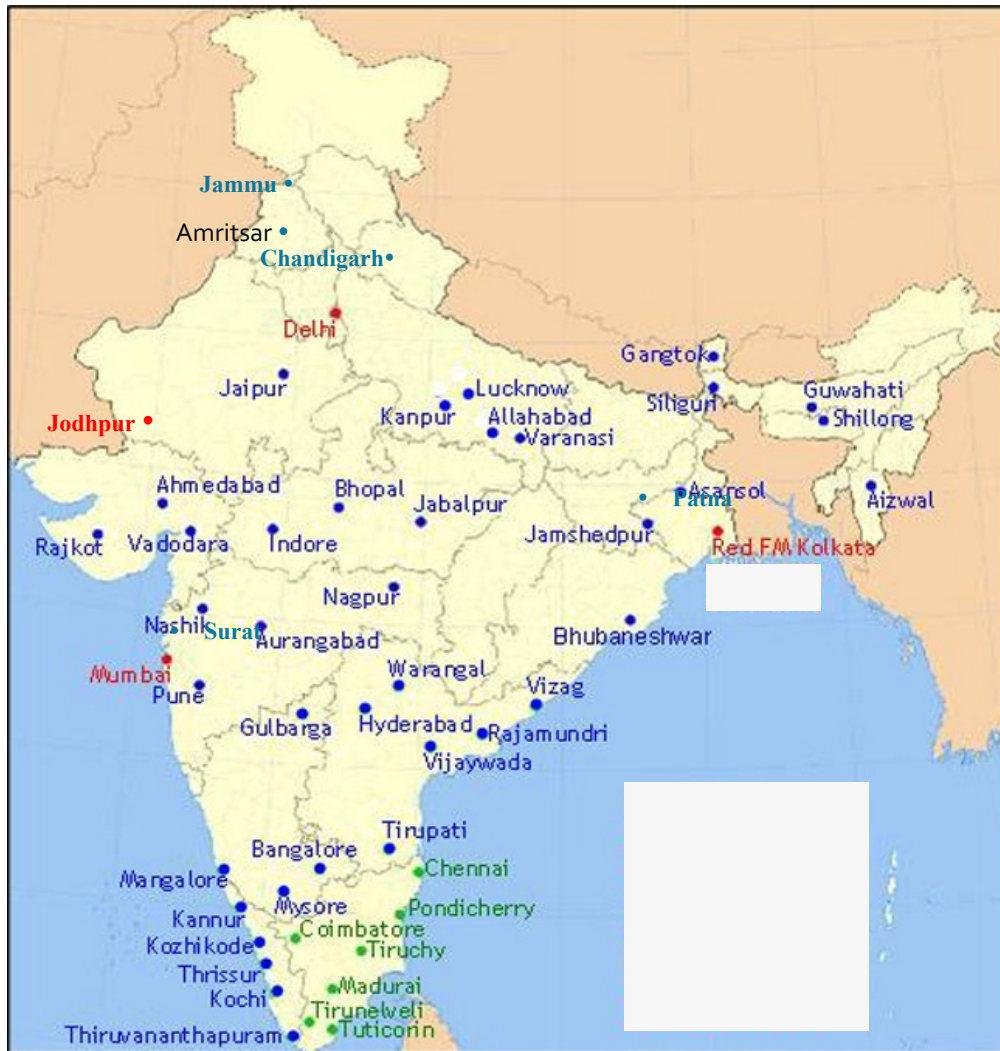 Jammu
Amritsar
Chandigarh
Delhi
Gangtok
Jaipur
Lucknow
Guwahati
Siliguri
Kanpur
Allahabad
Shillong
Jodhpur
Varanasi
Ahmedabad
Bhopal
Jabalpur
Patna
Asansol
Aizwal
Rajkot
Vadodara
Indore
Jamshedpur
Red FM Kolkata
Nagpur
Nashik
Surat
Aurangabad
Bhubaneshwar
Mumbai
Pune
Warangal
Vizag
Gulbarga
Hyderabad
Rajamundri
Vijaywada
Tirupati
Bangalore
Chennai
Mangalore
Mysore
Pondicherry
Kannur
Coimbatore
Kozhikode
Tiruchy
Thrissur
Kochi
Madurai
Tirunelveli
Tuticorin
Thiruvananthapuram